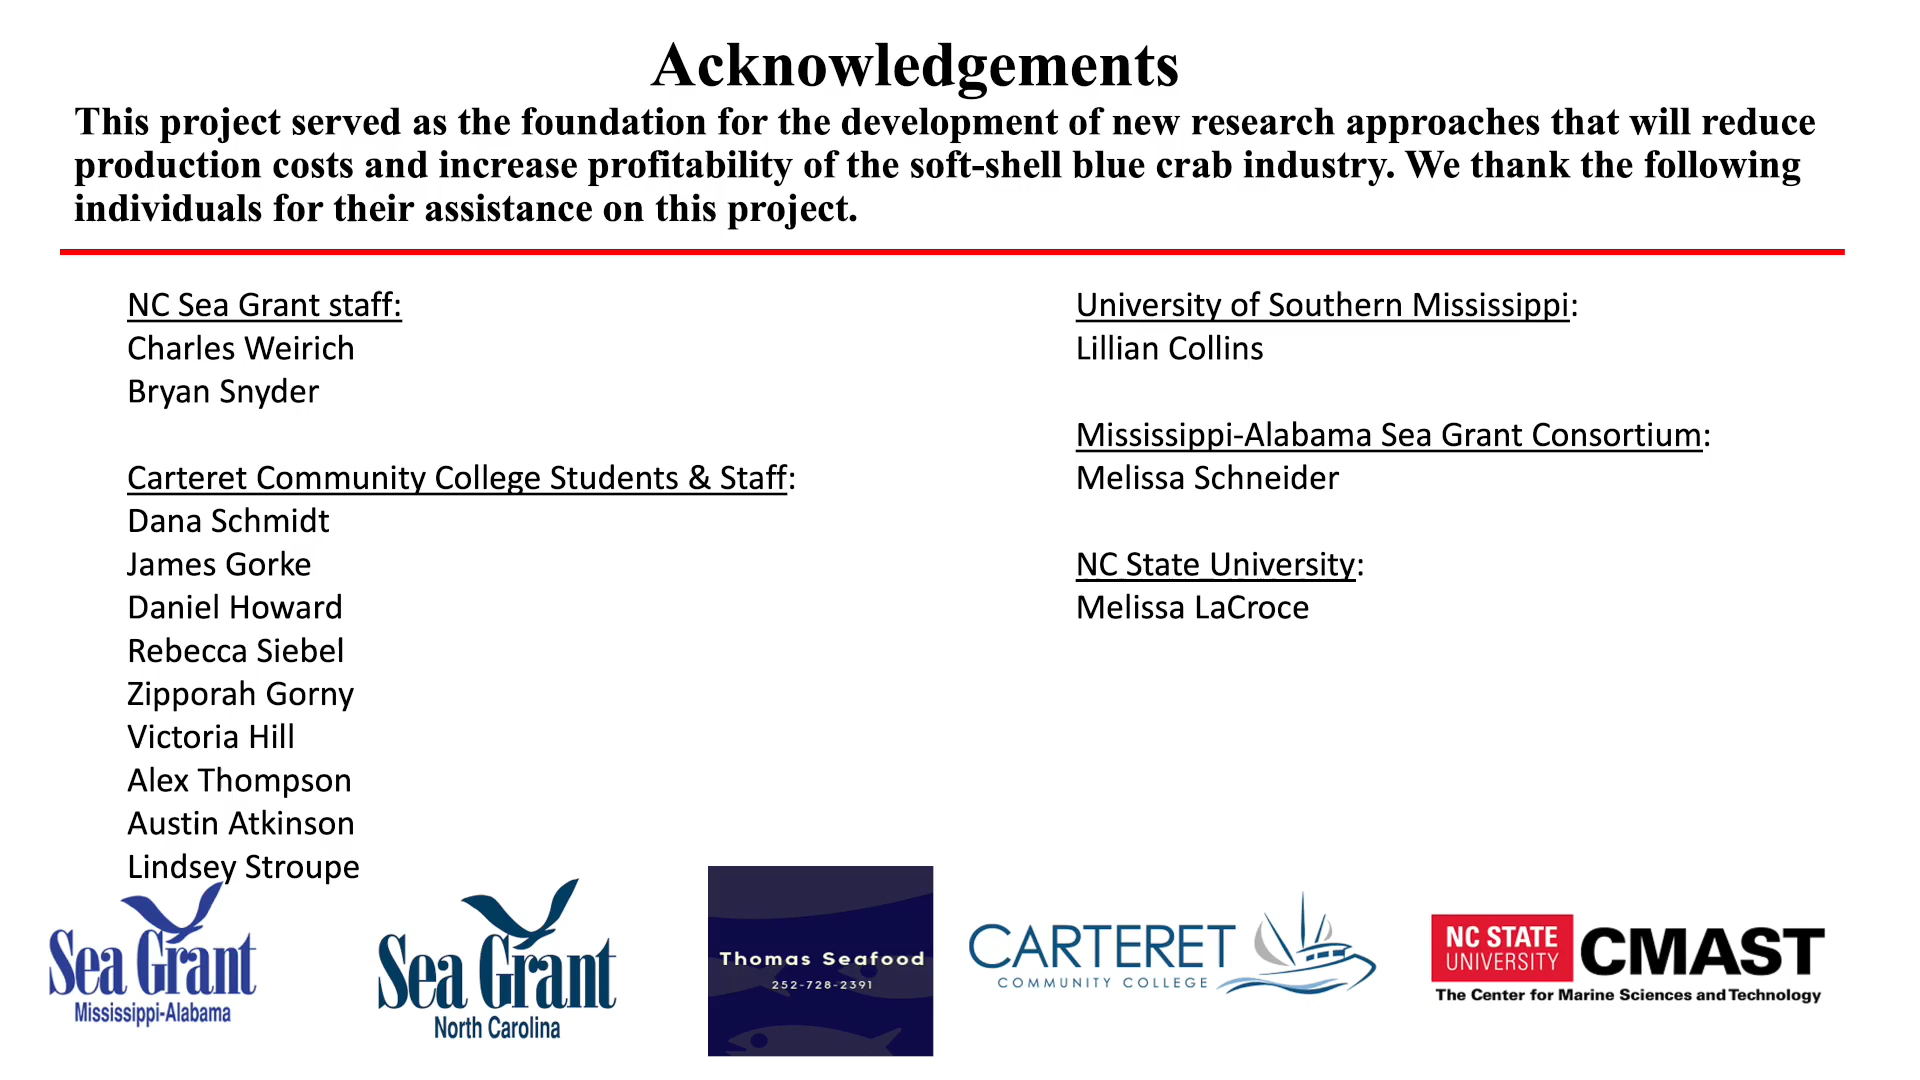 Acknowledgements
This project served as the foundation for the development of new research approaches that will reduce
production costs and increase profitability of the soft-shell blue crab industry. We thank the following
individuals for their assistance on this project.
NC Sea Grant staff:
Charles Weirich
Bryan Snyder
Carteret Community College Students & Staff:
Dana Schmidt
James Gorke
Daniel Howard
Rebecca Siebel
Zipporah Gorny
Victoria Hill
Alex Thompson
Austin Atkinson
Lindsey Stroupe
University of Southern Mississippi:
Lillian Collins
Mississippi-Alabama Sea Grant Consortium:
Melissa Schneider
NC State University:
Melissa LaCroce
Sea Grant
Mississippi-Alabama
Sea Grant
North Carolina
Thomas Seafood
252-728-2391
CARTERET
COMMUNITY COLLEGE
NC STATE
UNIVERSITY
CMAST
The Center for Marine Sciences and Technology